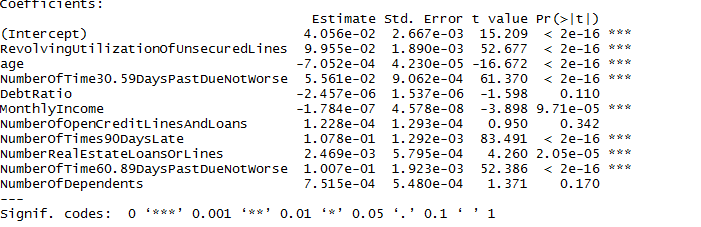 Coefficients:
Estimate Std. Error t value Pr(>|t|)
(Intercept) 4.056e-02 2.667e-03 15.209 < 2e-16 ***
RevolvingUtilizationOfUnsecuredLines 9.955e-02 1.890e-03 52.677 < 2e-16 ***
age -7.052e-04 4.230e-05 -16.672 < 2e-16 ***
NumberOfTime30.59DaysPastDueNotWorse 5.561e-02 9.062e-04 61.370 < 2e-16 ***
DebtRatio -2.457e-06 1.537e-06 -1.598 0.110
MonthlyIncome -1.784e-07 4.578e-08 -3.898 9.71e-05 ***
NumberOfOpenCreditLinesAndLoans 1.228e-04 1.293e-04 0.950 0.342
NumberOfTimes90DaysLate 1.078e-01 1.292e-03 83.491 < 2e-16 ***
NumberRealEstateLoansOrLines 2.469e-03 5.795e-04 4.260 2.05e-05 ***
NumberOfTime60.89DaysPastDueNotWorse 1.007e-01 1.923e-03 52.386 < 2e-16 ***
NumberOfDependents 7.515e-04 5.480e-04 1.371 0.170
---
Signif. codes: 0 ‘***’ 0.001 ‘**’ 0.01 ‘*’ 0.05 ‘.’ 0.1 ‘ ’ 1